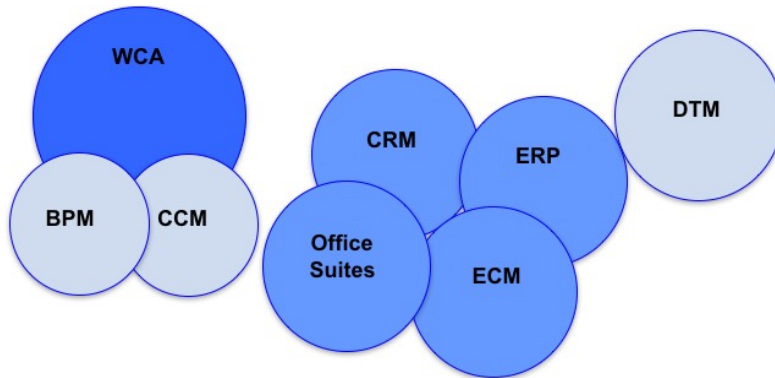 WCA
BPM
CCM
CRM
ERP
Office
Suites
ECM
DTM